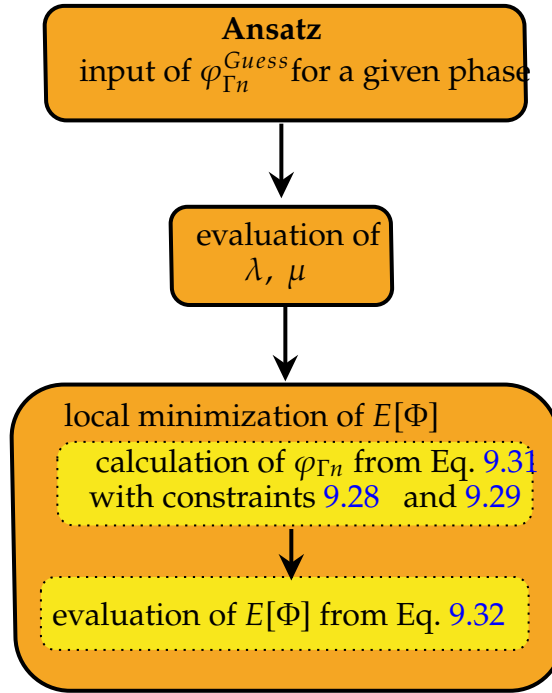 Ansatz
input of φ_{Γn}^{Guess} for a given phase
evaluation of
λ, μ
local minimization of E[Φ]
calculation of φ_{Γn} from Eq. 9.31
with constraints 9.28 and 9.29
evaluation of E[Φ] from Eq. 9.32